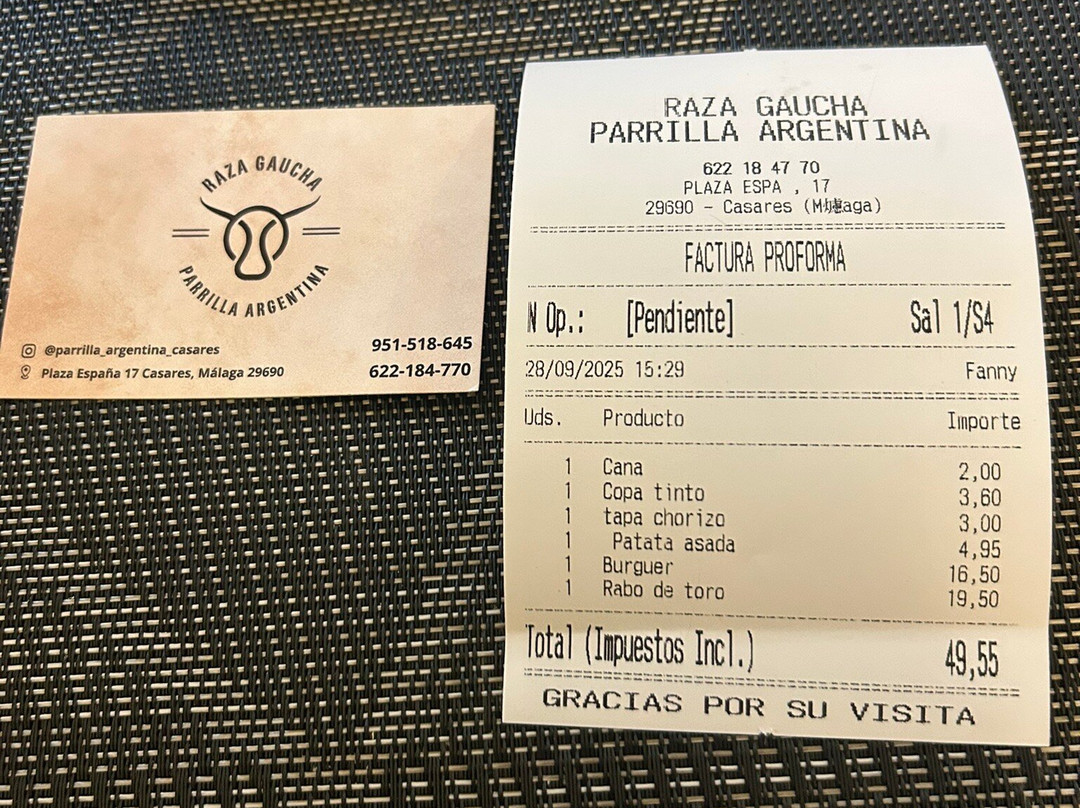 RAZA GAUCHA
PARRILLA ARGENTINA
@parrilla_argentina_casares
Plaza España 17 Casares, Málaga 29690
951-518-645
622-184-770
RAZA GAUCHA
PARRILLA ARGENTINA
622 18 47 70
PLAZA ESPA , 17
29690 - Casares (M aga)
FACTURA PROFORMA
N Op.: [Pendiente] Sal 1/S4
28/09/2025 15:29 Fanny
Uds. Producto Importe
1 Cana 2,00
1 Copa tinto 3,60
1 tapa chorizo 3,00
1 Patata asada 4,95
1 Burguer 16,50
1 Rabo de toro 19,50
Total (Impuestos Incl.) 49,55
GRACIAS POR SU VISITA